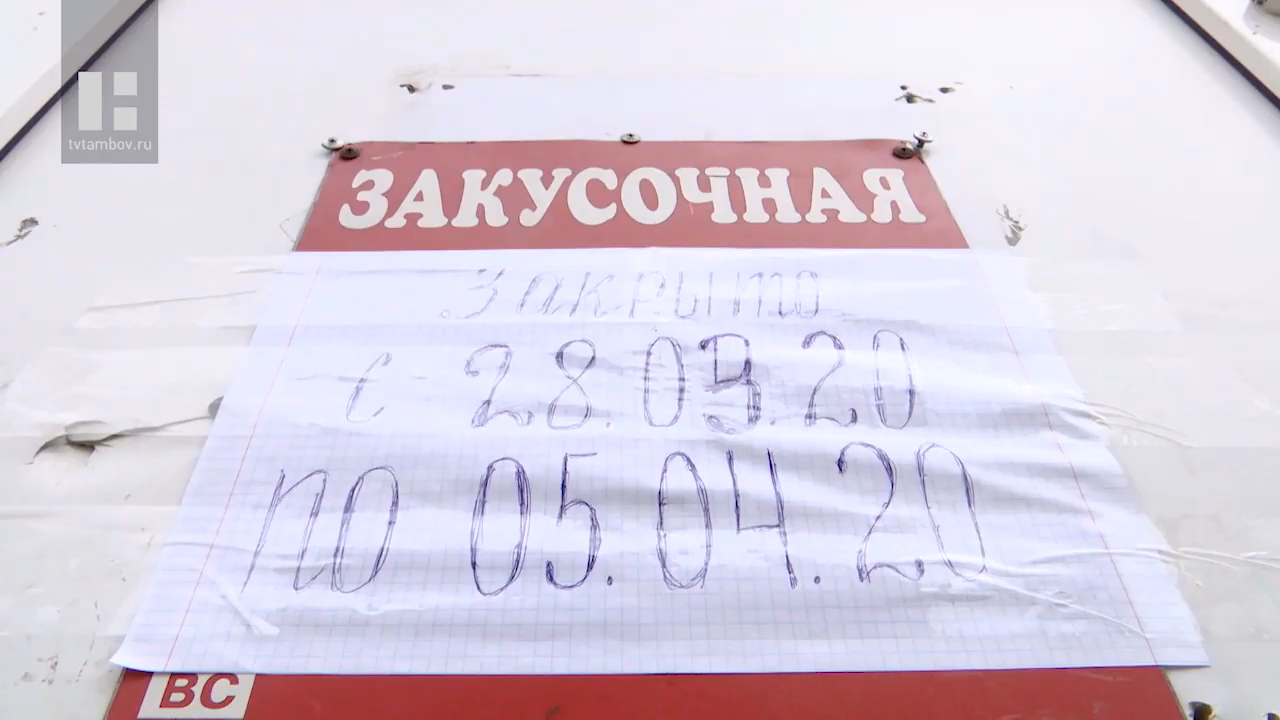 tvtambov.ru
ЗАКУСОЧНАЯ
Закрыто
с 28.03.20
по 05.04.20
ВС